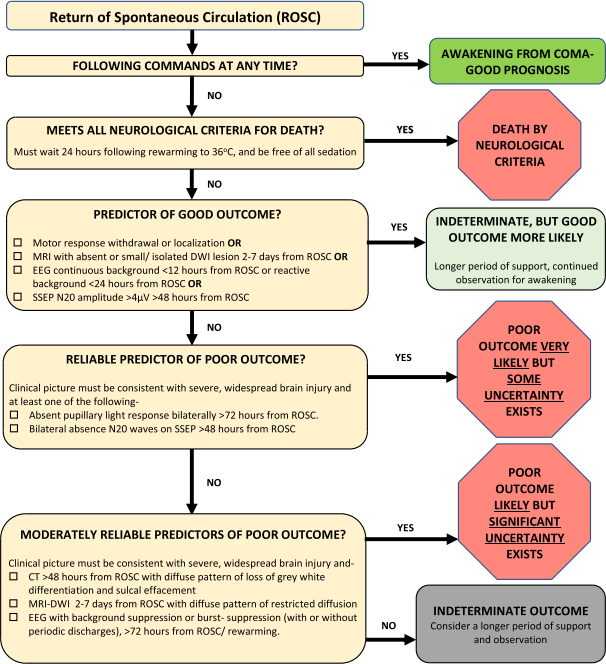 Return of Spontaneous Circulation (ROSC)
FOLLOWING COMMANDS AT ANY TIME?
YES
AWAKENING FROM COMA-
GOOD PROGNOSIS
NO
MEETS ALL NEUROLOGICAL CRITERIA FOR DEATH?
Must wait 24 hours following rewarming to 36°C, and be free of all sedation
YES
DEATH BY
NEUROLOGICAL
CRITERIA
NO
PREDICTOR OF GOOD OUTCOME?
☐ Motor response withdrawal or localization OR
☐ MRI with absent or small/ isolated DWI lesion 2-7 days from ROSC OR
☐ EEG continuous background <12 hours from ROSC or reactive
background <24 hours from ROSC OR
☐ SSEP N20 amplitude >4µV >48 hours from ROSC
YES
INDETERMINATE, BUT GOOD
OUTCOME MORE LIKELY
Longer period of support, continued
observation for awakening
NO
RELIABLE PREDICTOR OF POOR OUTCOME?
Clinical picture must be consistent with severe, widespread brain injury and
at least one of the following-
☐ Absent pupillary light response bilaterally >72 hours from ROSC.
☐ Bilateral absence N20 waves on SSEP >48 hours from ROSC
YES
POOR
OUTCOME VERY
LIKELY BUT
SOME
UNCERTAINTY
EXISTS
NO
MODERATELY RELIABLE PREDICTORS OF POOR OUTCOME?
Clinical picture must be consistent with severe, widespread brain injury and-
☐ CT >48 hours from ROSC with diffuse pattern of loss of grey white
differentiation and sulcal effacement
☐ MRI-DWI 2-7 days from ROSC with diffuse pattern of restricted diffusion
☐ EEG with background suppression or burst- suppression (with or without
periodic discharges), >72 hours from ROSC/ rewarming.
YES
POOR
OUTCOME
LIKELY BUT
SIGNIFICANT
UNCERTAINTY
EXISTS
NO
INDETERMINATE OUTCOME
Consider a longer period of support
and observation